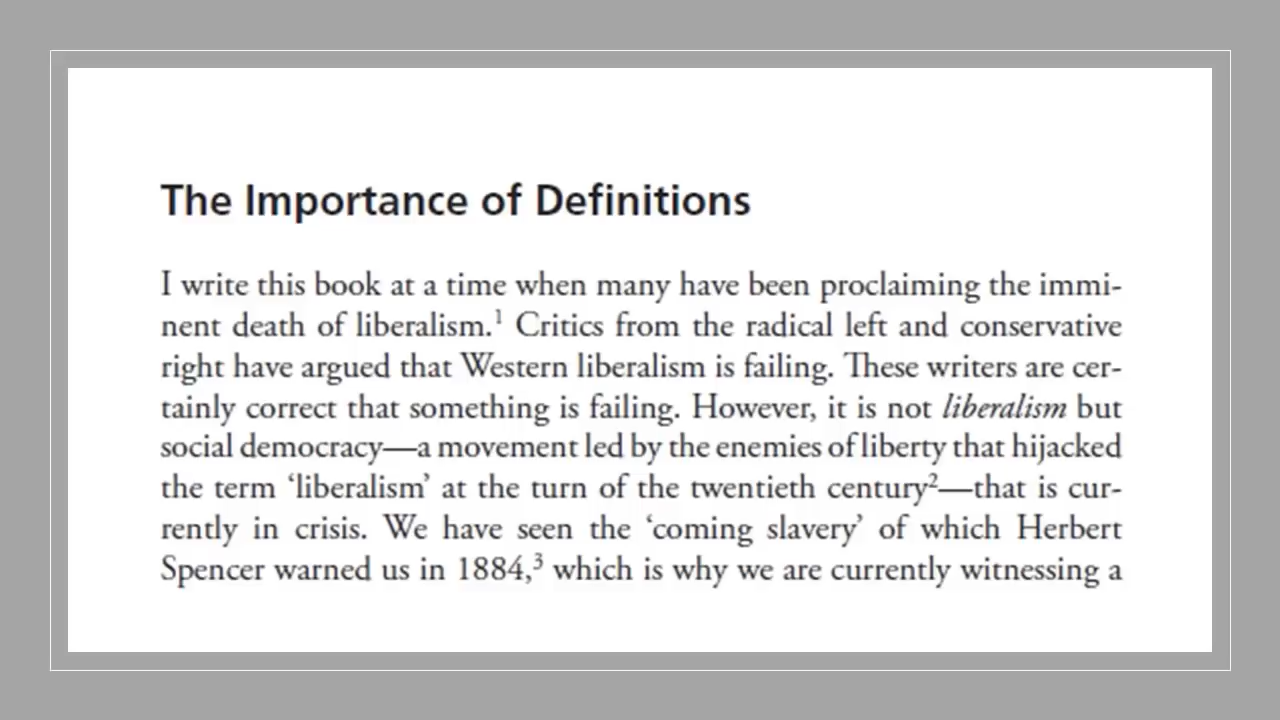 The Importance of Definitions
I write this book at a time when many have been proclaiming the immi-
nent death of liberalism.¹ Critics from the radical left and conservative
right have argued that Western liberalism is failing. These writers are cer-
tainly correct that something is failing. However, it is not liberalism but
social democracy—a movement led by the enemies of liberty that hijacked
the term ‘liberalism’ at the turn of the twentieth century²—that is cur-
rently in crisis. We have seen the ‘coming slavery’ of which Herbert
Spencer warned us in 1884,³ which is why we are currently witnessing a